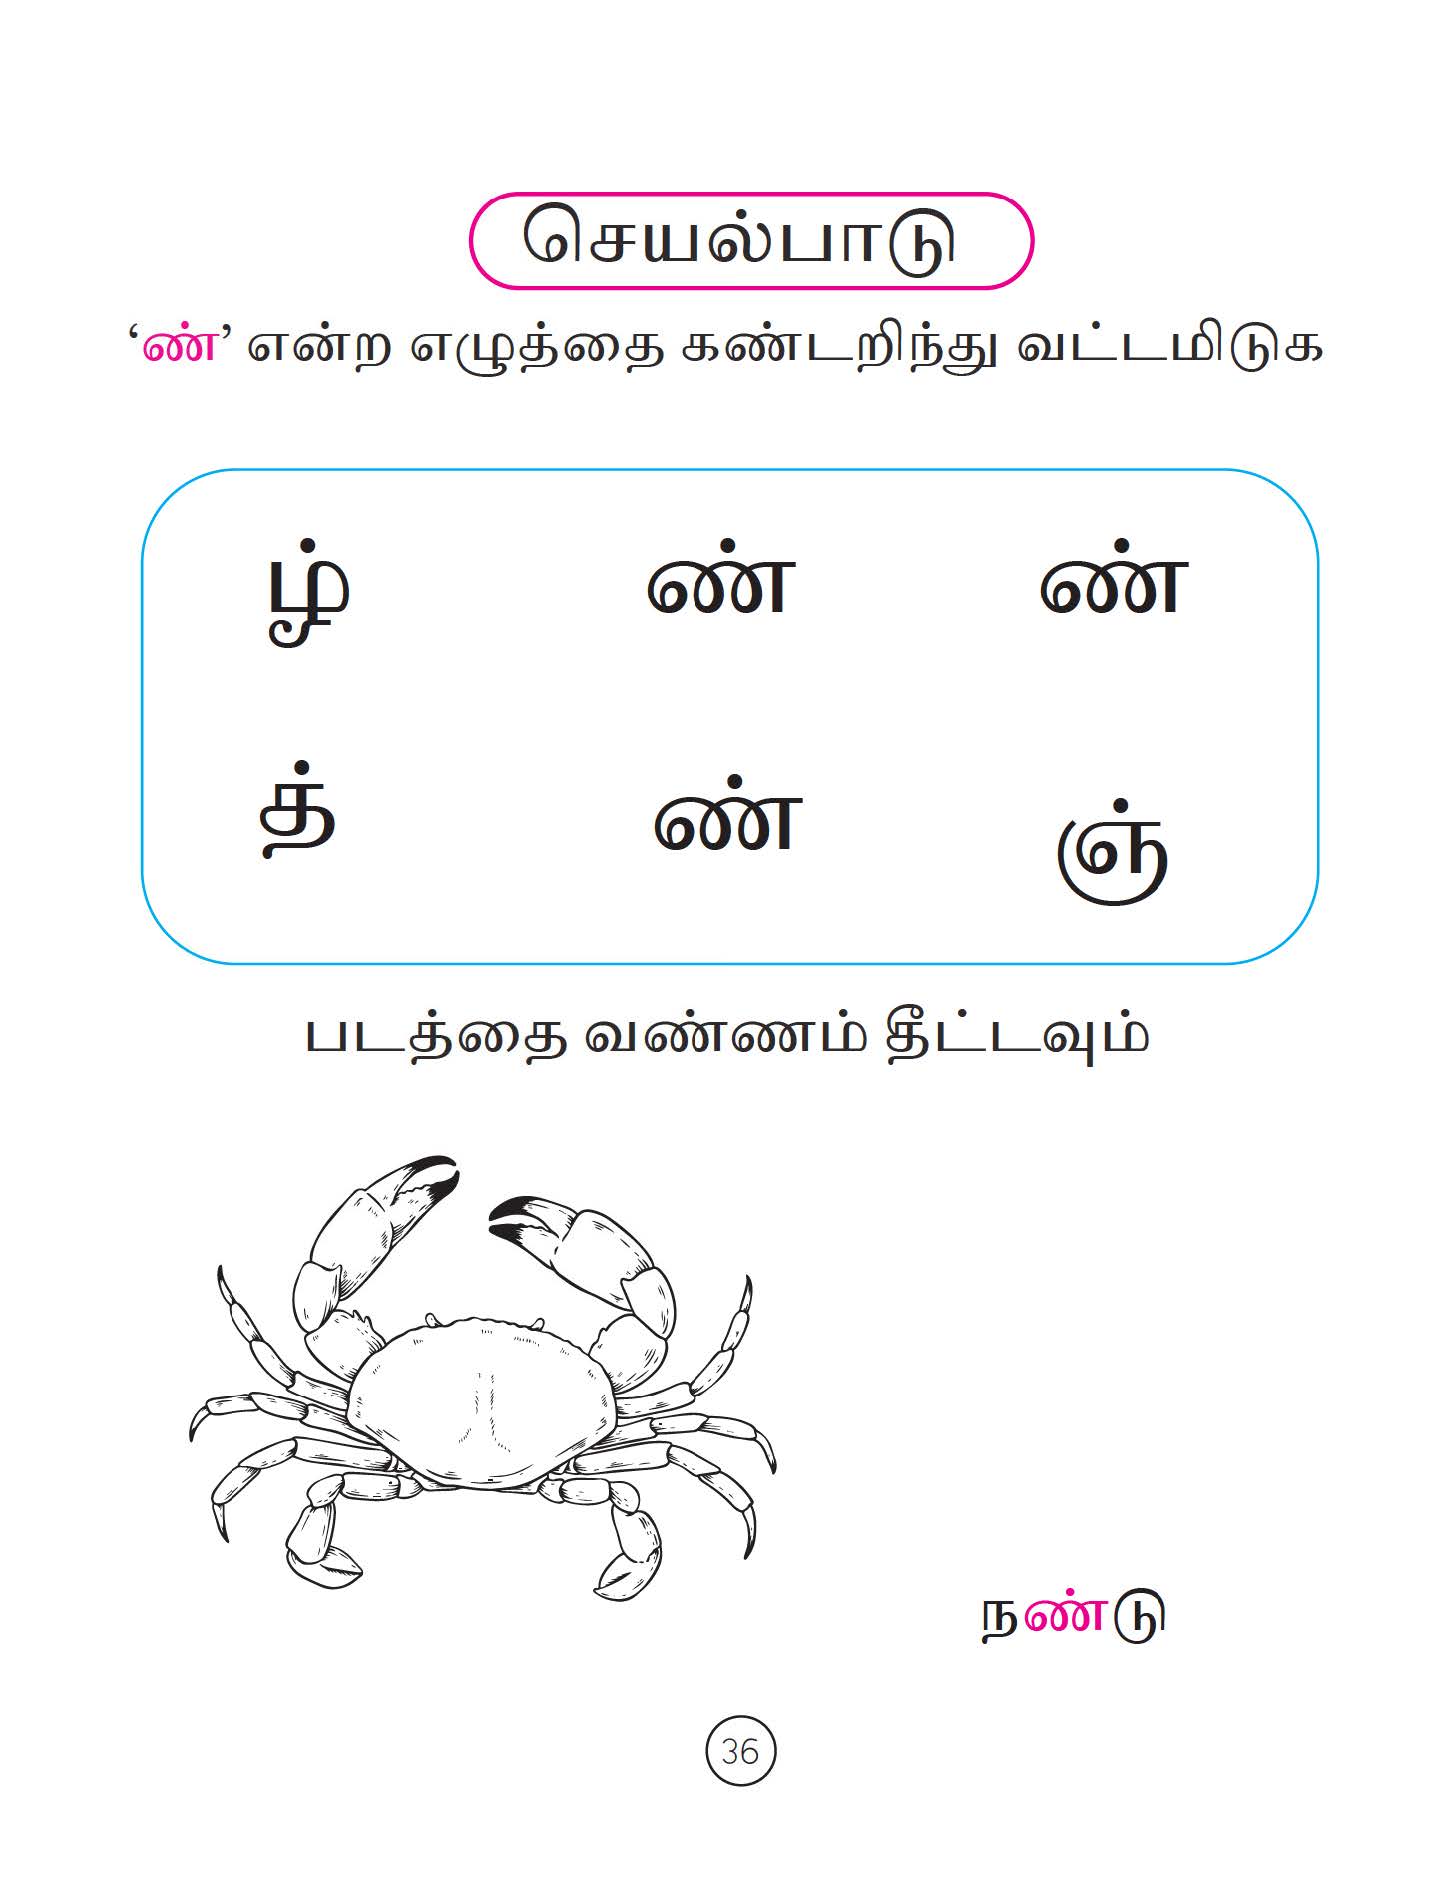 செயல்பாடு
‘ண்’ என்ற எழுத்தை கண்டறிந்து வட்டமிடுக
ழ் ண் ண்
த் ண் ஞ்
படத்தை வண்ணம் தீட்டவும்
நண்டு
36